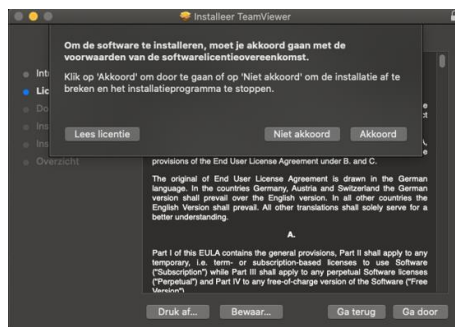 Installeer TeamViewer
Om de software te installeren, moet je akkoord gaan met de
voorwaarden van de softwarelicentieovereenkomst.
Klik op 'Akkoord' om door te gaan of op 'Niet akkoord' om de installatie af te
breken en het installatieprogramma te stoppen.
Lees licentie
Niet akkoord
Akkoord
Overzicht
provisions of the End User License Agreement under B. and C.
The original of End User License Agreement is drawn in the German
language. In the countries Germany, Austria and Switzerland the German
version shall prevail over the English version. In all other countries the
English Version shall prevail. All other translations shall solely serve for a
better understanding.
A.
Part I of this EULA contains the general provisions, Part II shall apply to any
temporary, i.e. term- or subscription-based licenses to use Software
("Subscription") while Part III shall apply to any perpetual Software licenses
("Perpetual") and Part IV to any free-of-charge version of the Software ("Free
Version").
Druk af...
Bewaar...
Ga terug
Ga door